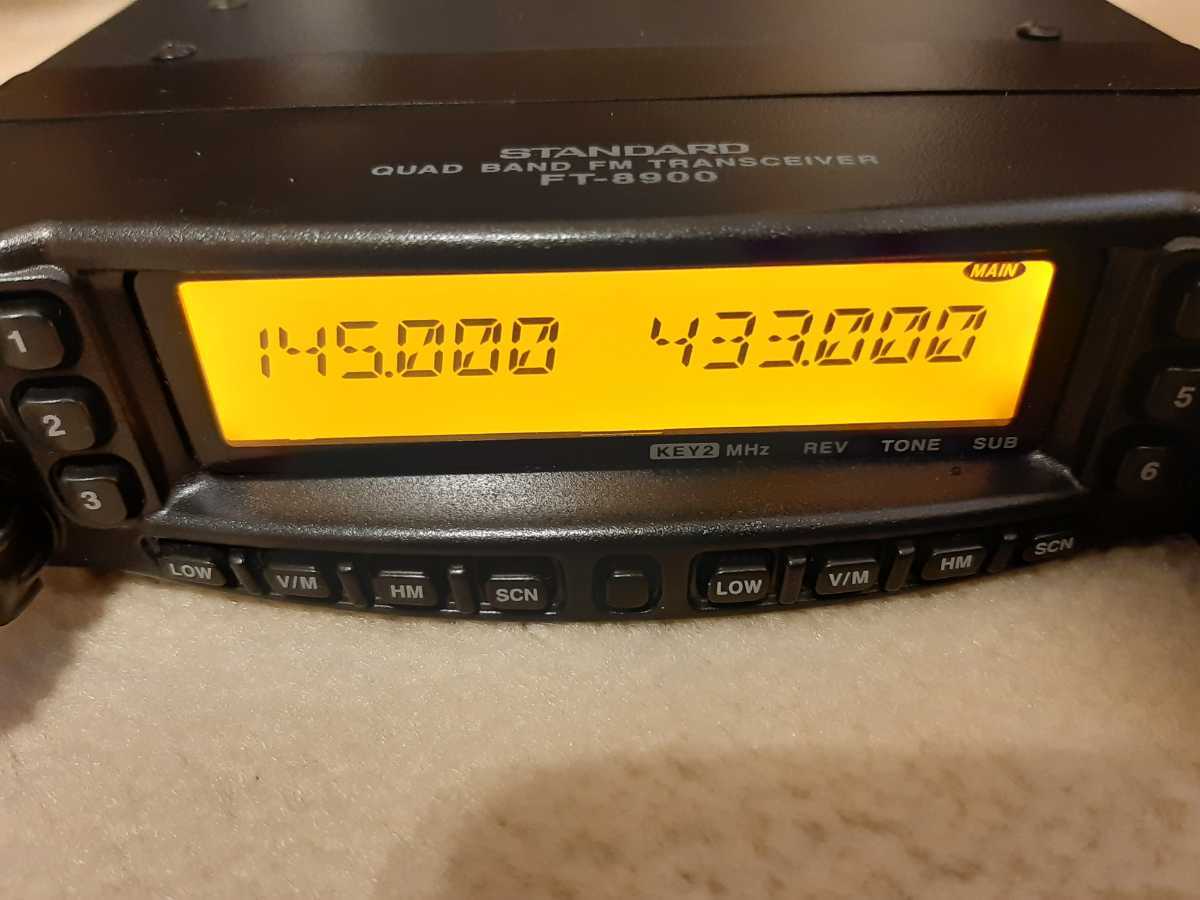 STANDARD
QUAD BAND FM TRANSCEIVER
FT-8900
MAIN
145.000 433.000
1
2
3
5
6
KEY2 MHz REV TONE SUB
LOW V/M HM SCN LOW V/M HM SCN